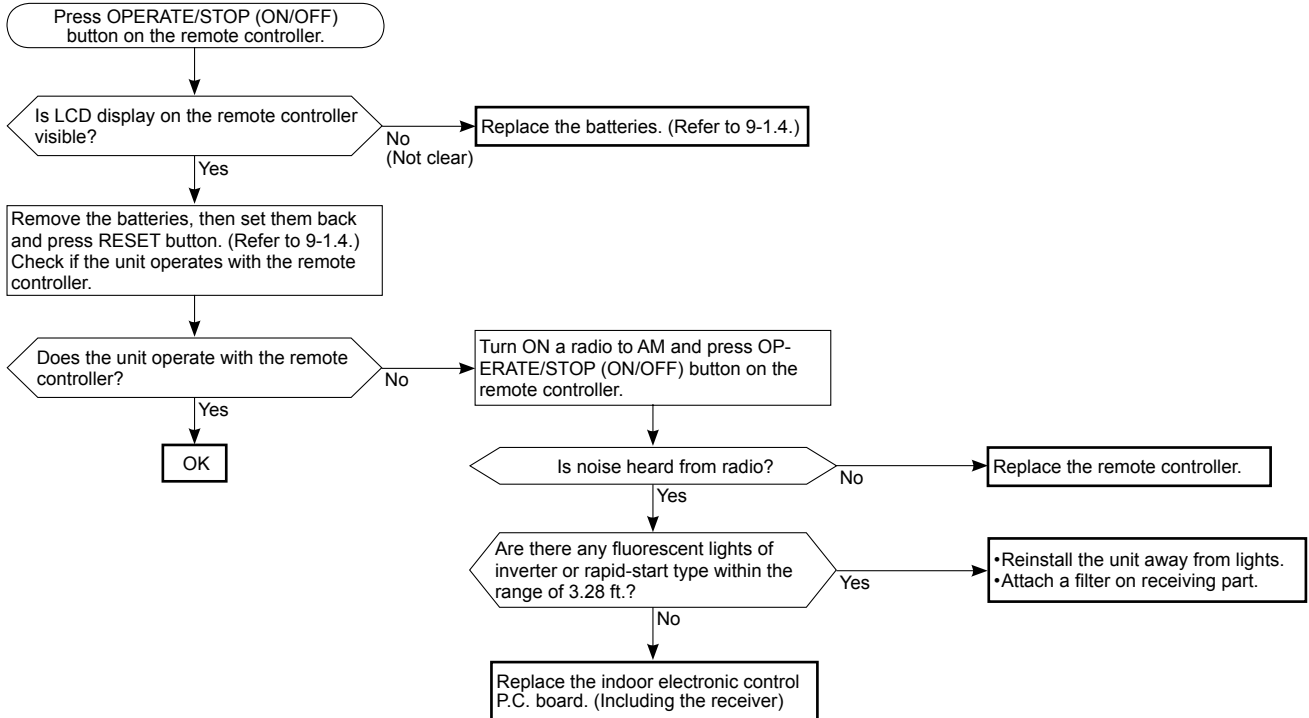 Press OPERATE/STOP (ON/OFF)
button on the remote controller.
Is LCD display on the remote controller
visible?
No
(Not clear)
Replace the batteries. (Refer to 9-1.4.)
Yes
Remove the batteries, then set them back
and press RESET button. (Refer to 9-1.4.)
Check if the unit operates with the remote
controller.
Does the unit operate with the remote
controller?
No
Yes
OK
Turn ON a radio to AM and press OP-
ERATE/STOP (ON/OFF) button on the
remote controller.
Is noise heard from radio?
No
Replace the remote controller.
Yes
Are there any fluorescent lights of
inverter or rapid-start type within the
range of 3.28 ft.?
Yes
•Reinstall the unit away from lights.
•Attach a filter on receiving part.
No
Replace the indoor electronic control
P.C. board. (Including the receiver)